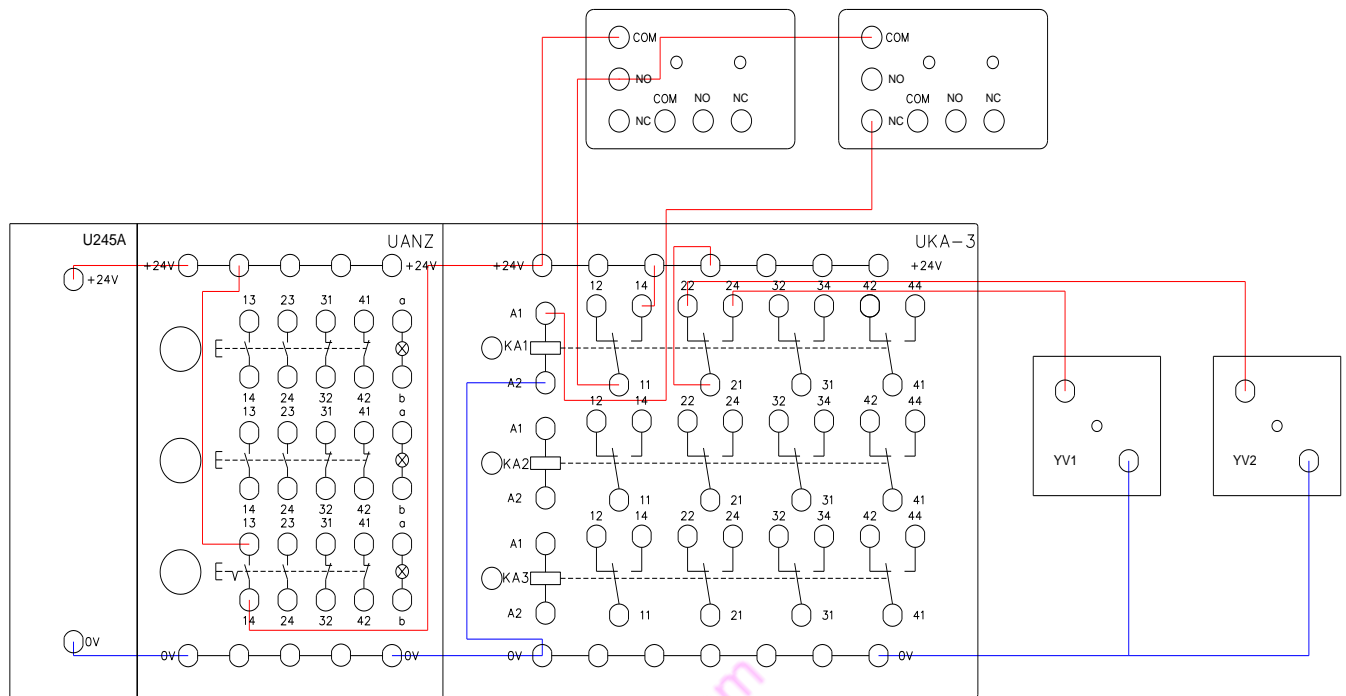 COM
COM
NO
NO
COM NO NC
COM NO NC
NC
NC
U245A
UANZ
UKA-3
+24V
+24V
+24V
+24V
+24V
13 23 31 41 a
12 14 22 24 32 34 42 44
A1
KA1
A2
11 21 31 41
14 24 32 42 b
13 23 31 41 a
12 14 22 24 32 34 42 44
A1
KA2
A2
11 21 31 41
14 24 32 42 b
13 23 31 41 a
12 14 22 24 32 34 42 44
A1
KA3
A2
11 21 31 41
14 24 32 42 b
YV1
YV2
0V
0V
0V
0V
0V
m